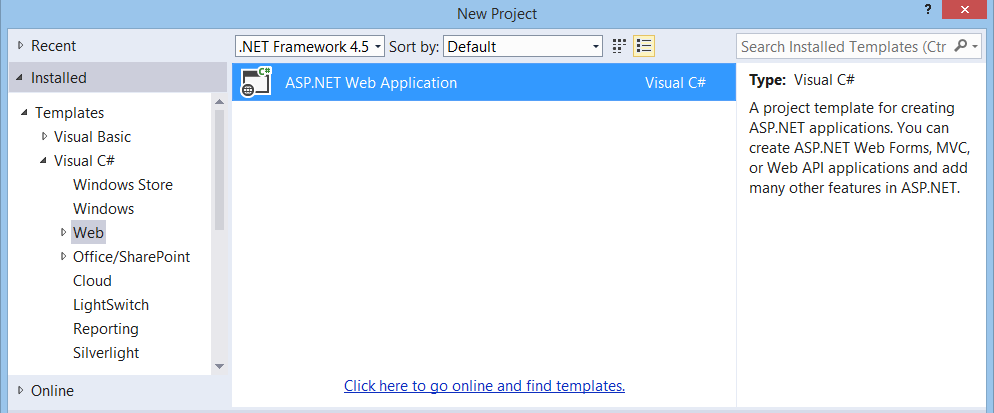 New Project
?
Recent
.NET Framework 4.5
Sort by:
Default
Search Installed Templates (Ctr
Installed
Templates
Visual Basic
Visual C#
Windows Store
Windows
Web
Office/SharePoint
Cloud
LightSwitch
Reporting
Silverlight
Online
C#
ASP.NET Web Application
Visual C#
Click here to go online and find templates.
Type: Visual C#
A project template for creating
ASP.NET applications. You can
create ASP.NET Web Forms, MVC,
or Web API applications and add
many other features in ASP.NET.